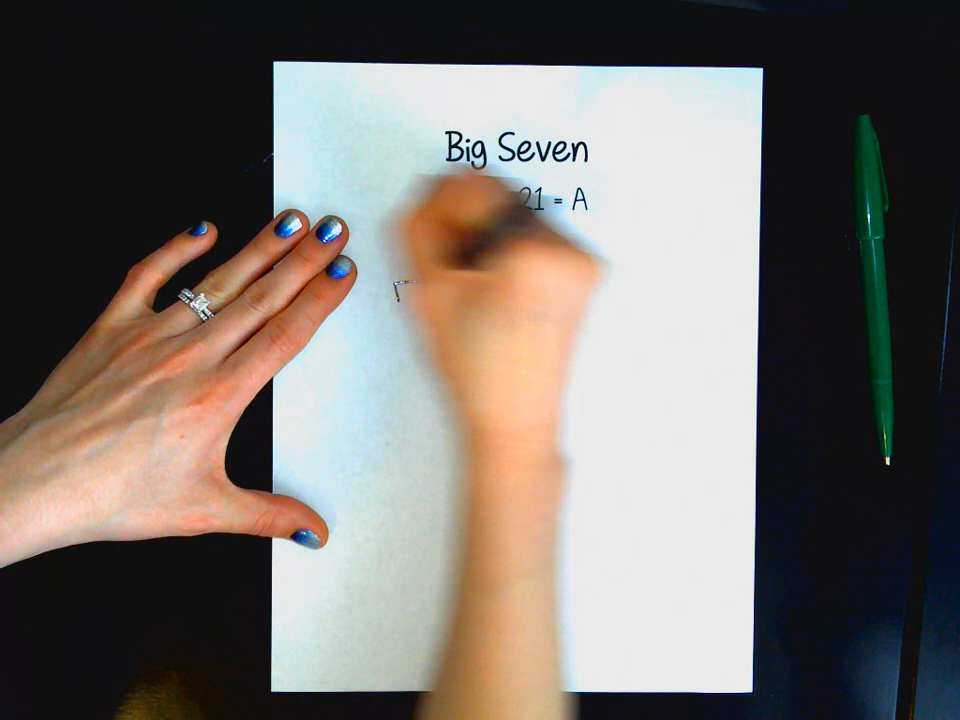 Big Seven
21 = A